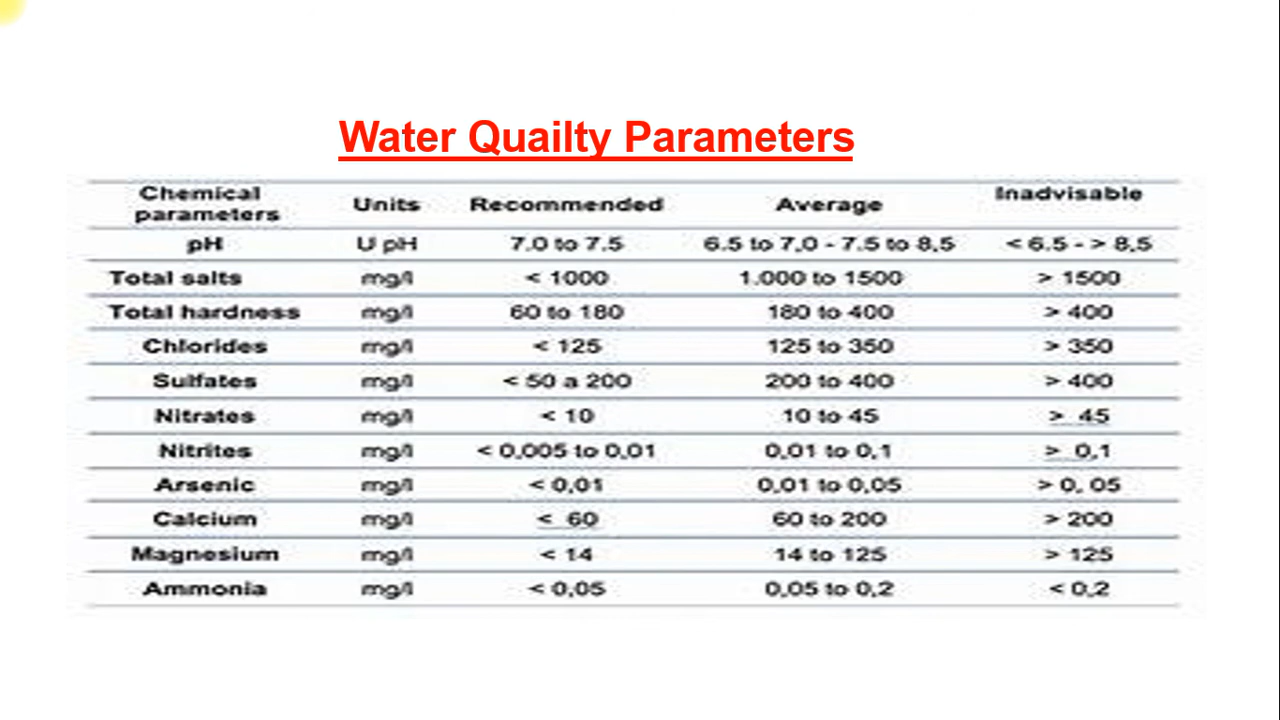 Water Quailty Parameters
Chemical parameters Units Recommended Average Inadvisable
pH U pH 7.0 to 7.5 6.5 to 7,0 - 7.5 to 8,5 < 6.5 - > 8,5
Total salts mg/l < 1000 1.000 to 1500 > 1500
Total hardness mg/l 60 to 180 180 to 400 > 400
Chlorides mg/l < 125 125 to 350 > 350
Sulfates mg/l < 50 a 200 200 to 400 > 400
Nitrates mg/l < 10 10 to 45 > 45
Nitrites mg/l < 0,005 to 0,01 0,01 to 0,1 > 0,1
Arsenic mg/l < 0,01 0,01 to 0,05 > 0, 05
Calcium mg/l < 60 60 to 200 > 200
Magnesium mg/l < 14 14 to 125 > 125
Ammonia mg/l < 0,05 0,05 to 0,2 < 0,2